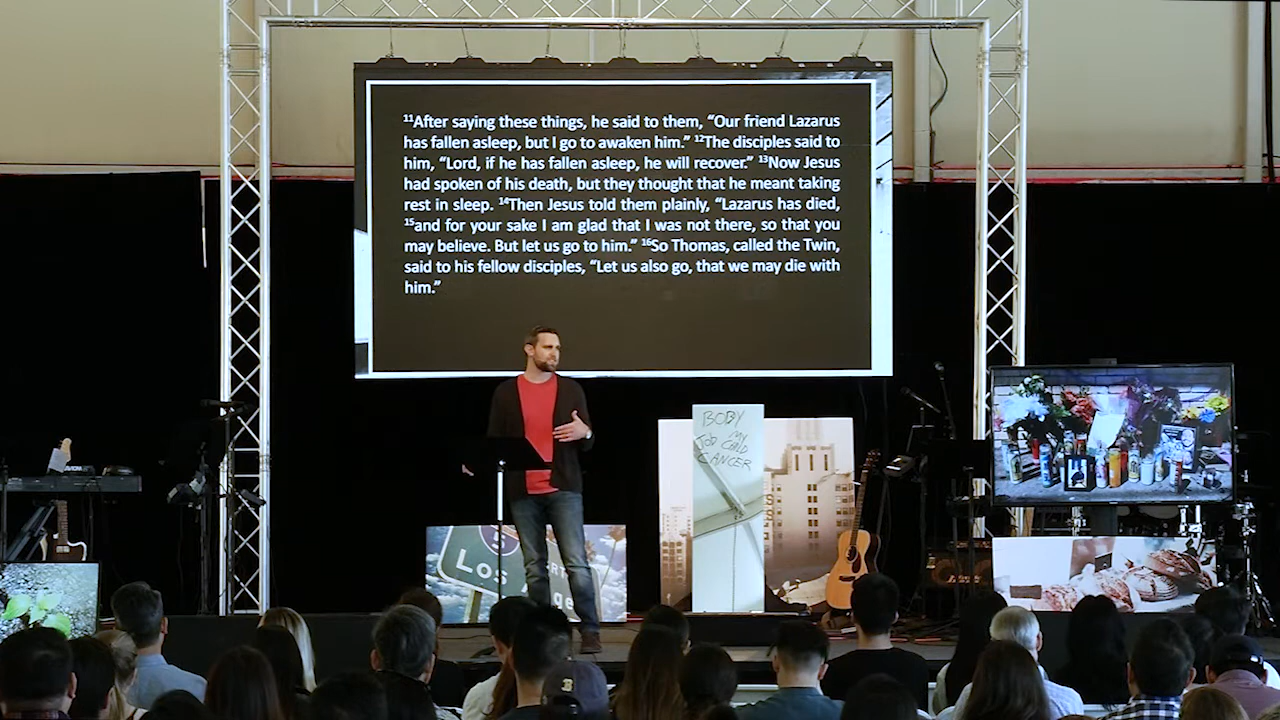 ¹¹After saying these things, he said to them, “Our friend Lazarus
has fallen asleep, but I go to awaken him.” ¹²The disciples said to
him, “Lord, if he has fallen asleep, he will recover.” ¹³Now Jesus
had spoken of his death, but they thought that he meant taking
rest in sleep. ¹⁴Then Jesus told them plainly, “Lazarus has died,
¹⁵and for your sake I am glad that I was not there, so that you
may believe. But let us go to him.” ¹⁶So Thomas, called the Twin,
said to his fellow disciples, “Let us also go, that we may die with
him.”
BOBY
MY
JOB COLD
CANCER
5
Los